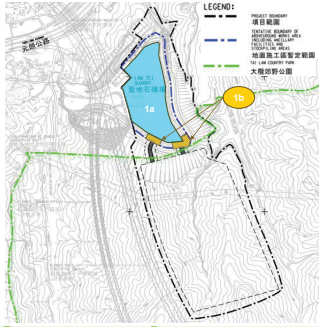 LEGEND:
PROJECT BOUNDARY
項目範圍
TENTATIVE BOUNDARY OF
ABOVEGROUND WORKS AREA
INCLUDING ANCILLARY
FACILITIES AND
STOCKPILING AREAS
地面施工區暫定範圍
TAI LAM COUNTRY PARK
大欖郊野公園
元朗公路
LAM TEI
QUARRY
藍地石礦場
1a
1b